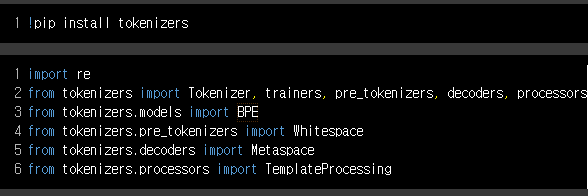 1 !pip install tokenizers
1 import re
2 from tokenizers import Tokenizer, trainers, pre_tokenizers, decoders, processors
3 from tokenizers.models import BPE
4 from tokenizers.pre_tokenizers import Whitespace
5 from tokenizers.decoders import Metaspace
6 from tokenizers.processors import TemplateProcessing